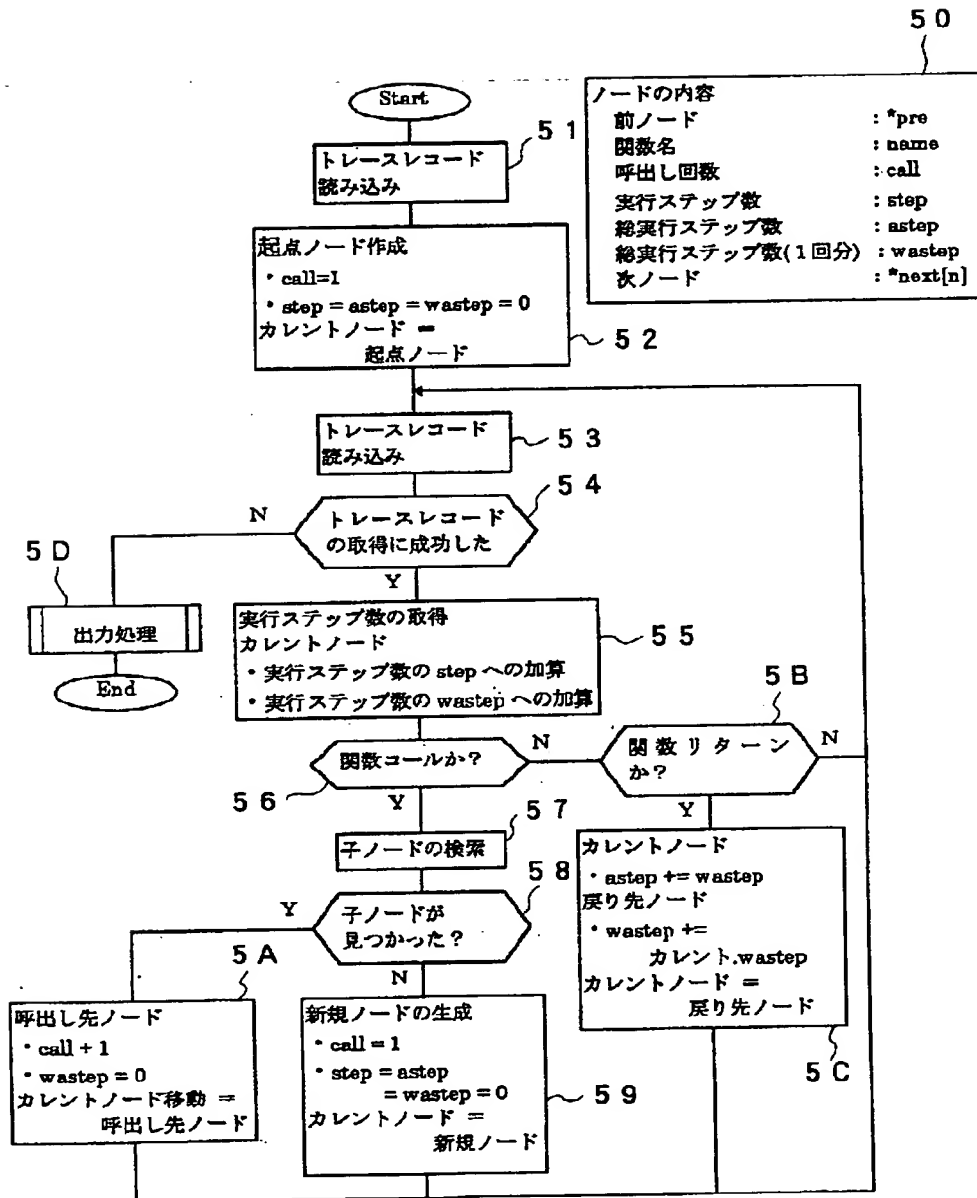 50
ノードの内容
前ノード : *pre
関数名 : name
呼出し回数 : call
実行ステップ数 : step
総実行ステップ数 : astep
総実行ステップ数(1回分) : wastep
次ノード : *next[n]
Start
51
トレースレコード
読み込み
起点ノード作成
・call=1
・step = astep = wastep = 0
カレントノード =
起点ノード
52
トレースレコード
読み込み
53
54
トレースレコード
の取得に成功した
N
Y
5D
出力処理
End
実行ステップ数の取得
カレントノード
・実行ステップ数の step への加算
・実行ステップ数の wastep への加算
55
関数コールか?
56
N
Y
5B
関数リターン
か?
N
Y
57
子ノードの検索
58
子ノードが
見つかった?
Y
N
5A
呼出し先ノード
・call + 1
・wastep = 0
カレントノード移動 =
呼出し先ノード
新規ノードの生成
・call = 1
・step = astep
= wastep = 0
カレントノード =
新規ノード
59
カレントノード
・astep += wastep
戻り先ノード
・wastep +=
カレント.wastep
カレントノード =
戻り先ノード
5C